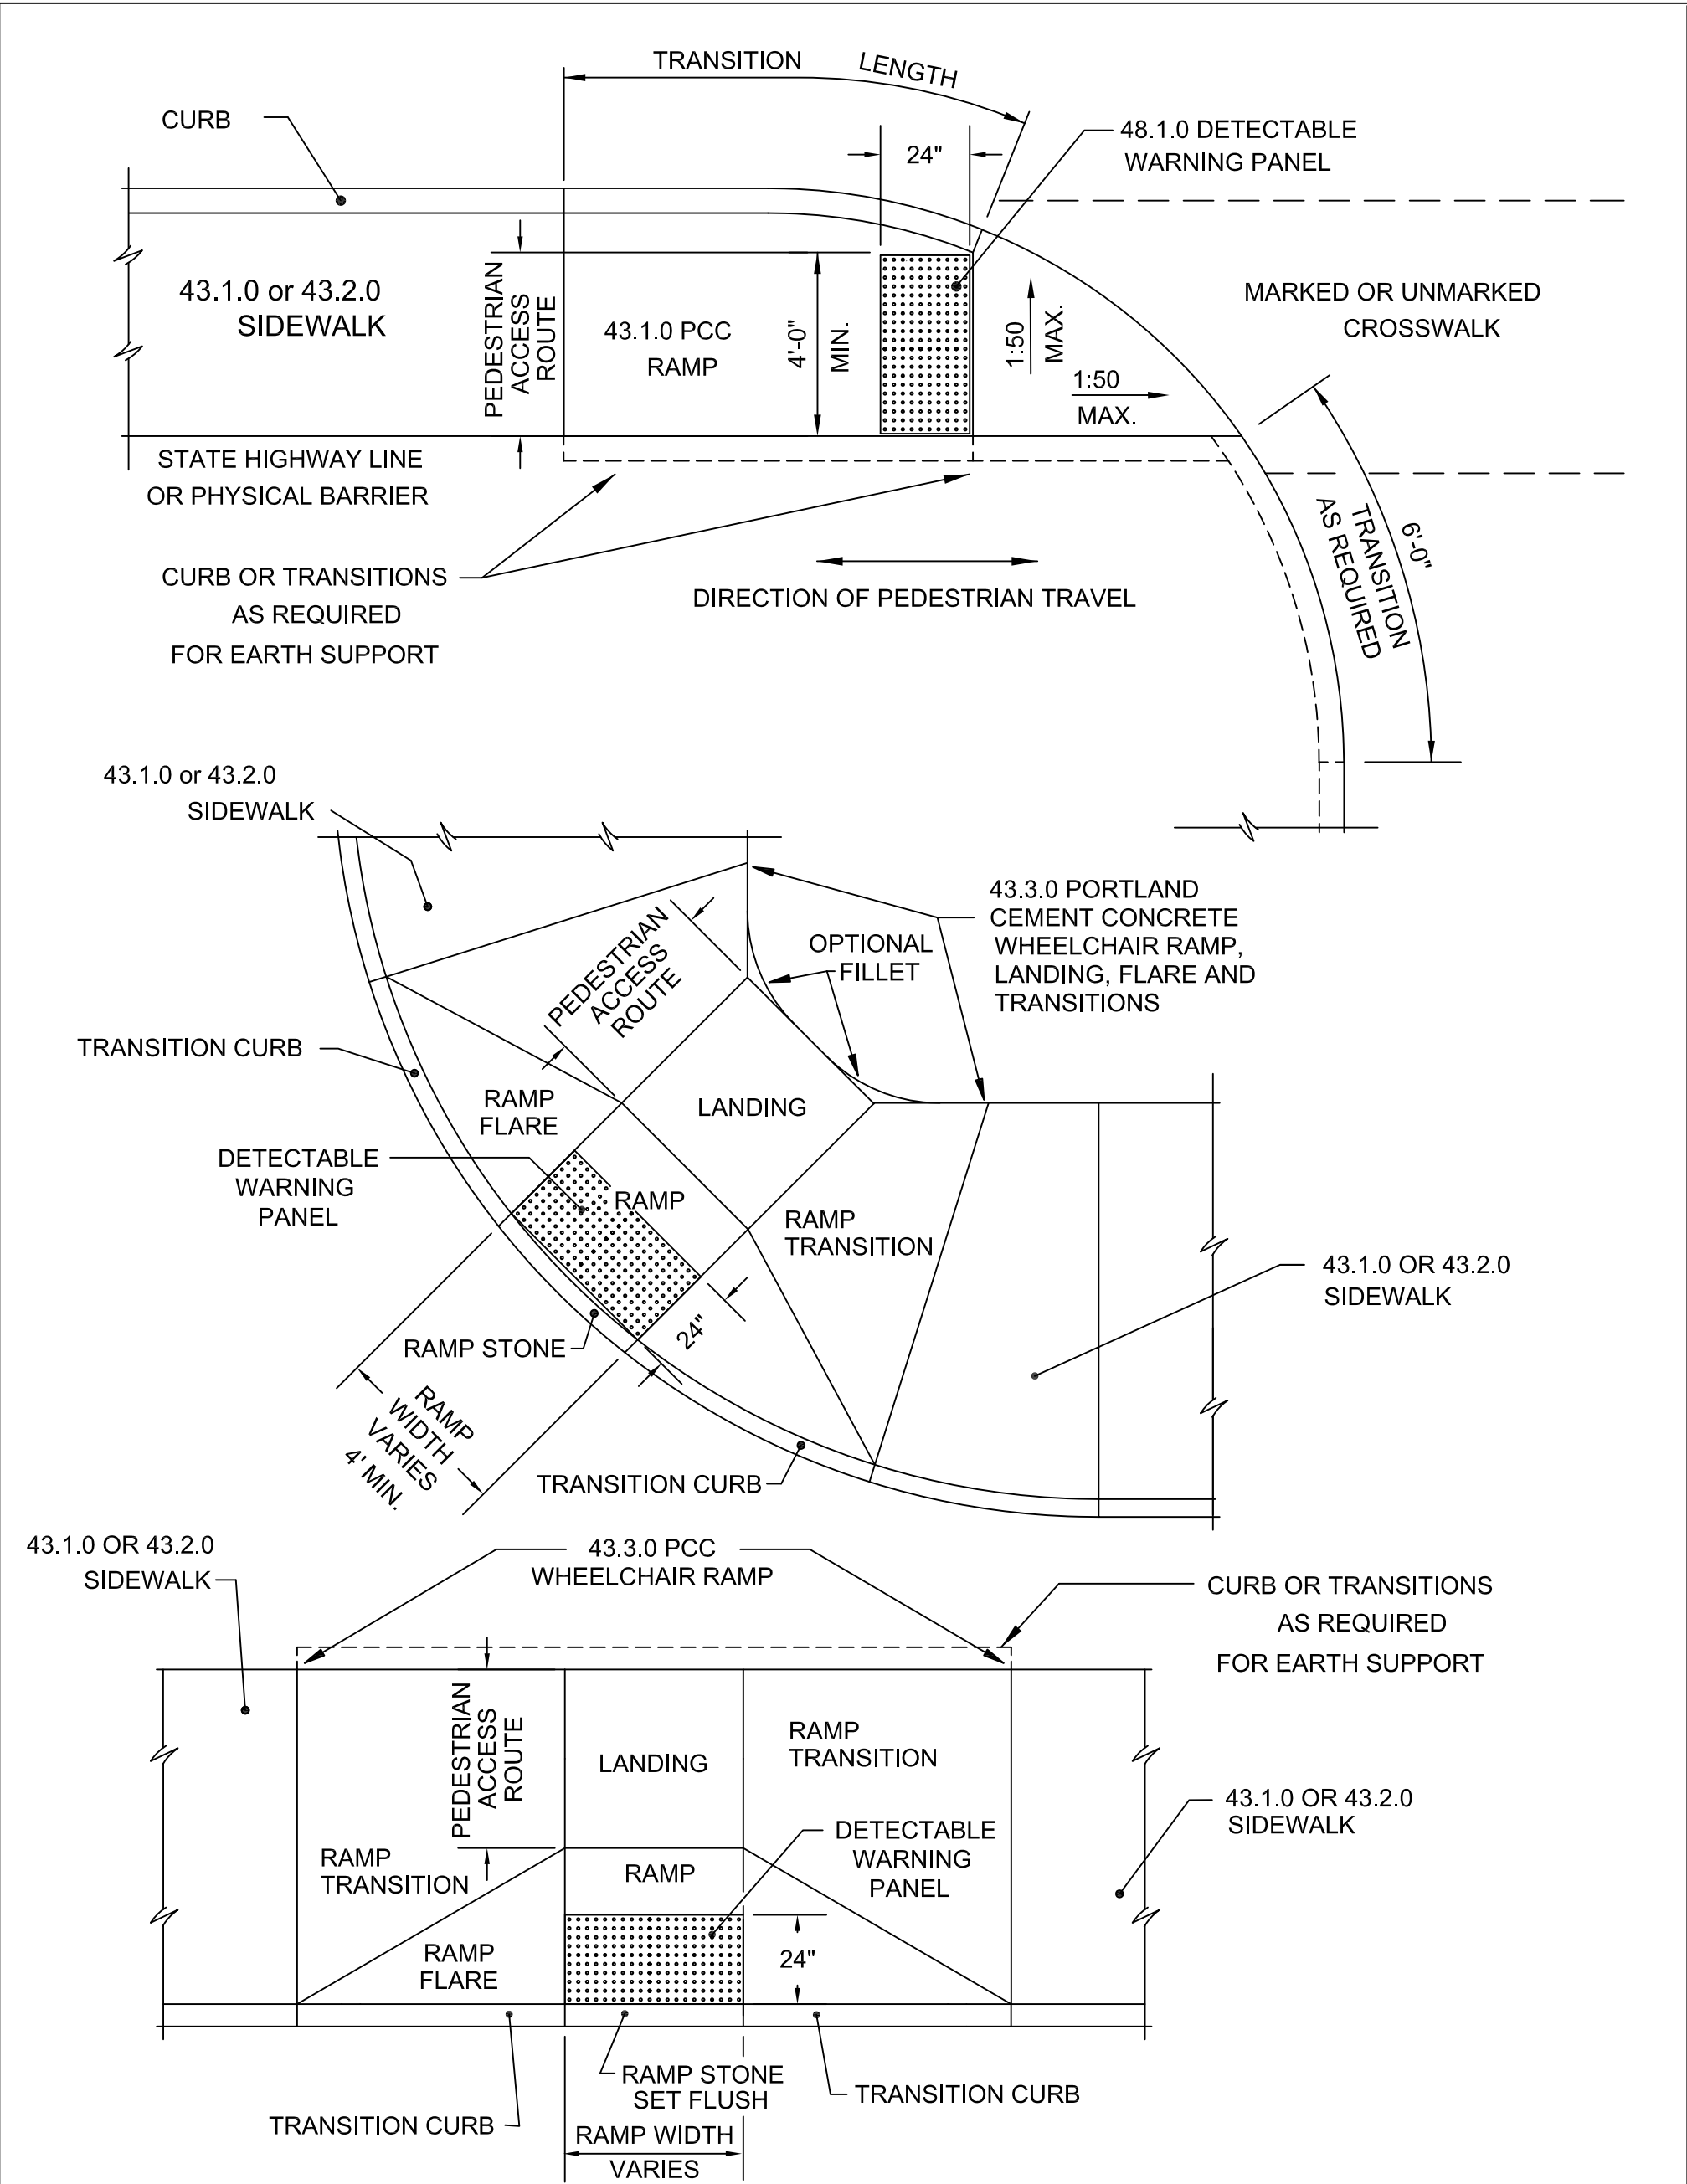 TRANSITION LENGTH
CURB
24"
48.1.0 DETECTABLE
WARNING PANEL
43.1.0 or 43.2.0
SIDEWALK
PEDESTRIAN
ACCESS
ROUTE
43.1.0 PCC
RAMP
4'-0"
MIN.
1:50
MAX.
1:50
MAX.
MARKED OR UNMARKED
CROSSWALK
STATE HIGHWAY LINE
OR PHYSICAL BARRIER
6'-0"
TRANSITION
AS REQUIRED
CURB OR TRANSITIONS
AS REQUIRED
FOR EARTH SUPPORT
DIRECTION OF PEDESTRIAN TRAVEL
43.1.0 or 43.2.0
SIDEWALK
PEDESTRIAN
ACCESS
ROUTE
OPTIONAL
FILLET
43.3.0 PORTLAND
CEMENT CONCRETE
WHEELCHAIR RAMP,
LANDING, FLARE AND
TRANSITIONS
TRANSITION CURB
RAMP
FLARE
LANDING
DETECTABLE
WARNING
PANEL
RAMP
RAMP
TRANSITION
43.1.0 OR 43.2.0
SIDEWALK
RAMP STONE
24"
RAMP
WIDTH
VARIES
4' MIN.
TRANSITION CURB
43.1.0 OR 43.2.0
SIDEWALK
43.3.0 PCC
WHEELCHAIR RAMP
CURB OR TRANSITIONS
AS REQUIRED
FOR EARTH SUPPORT
PEDESTRIAN
ACCESS
ROUTE
LANDING
RAMP
TRANSITION
43.1.0 OR 43.2.0
SIDEWALK
RAMP
TRANSITION
RAMP
DETECTABLE
WARNING
PANEL
RAMP
FLARE
24"
RAMP STONE
SET FLUSH
TRANSITION CURB
TRANSITION CURB
RAMP WIDTH
VARIES